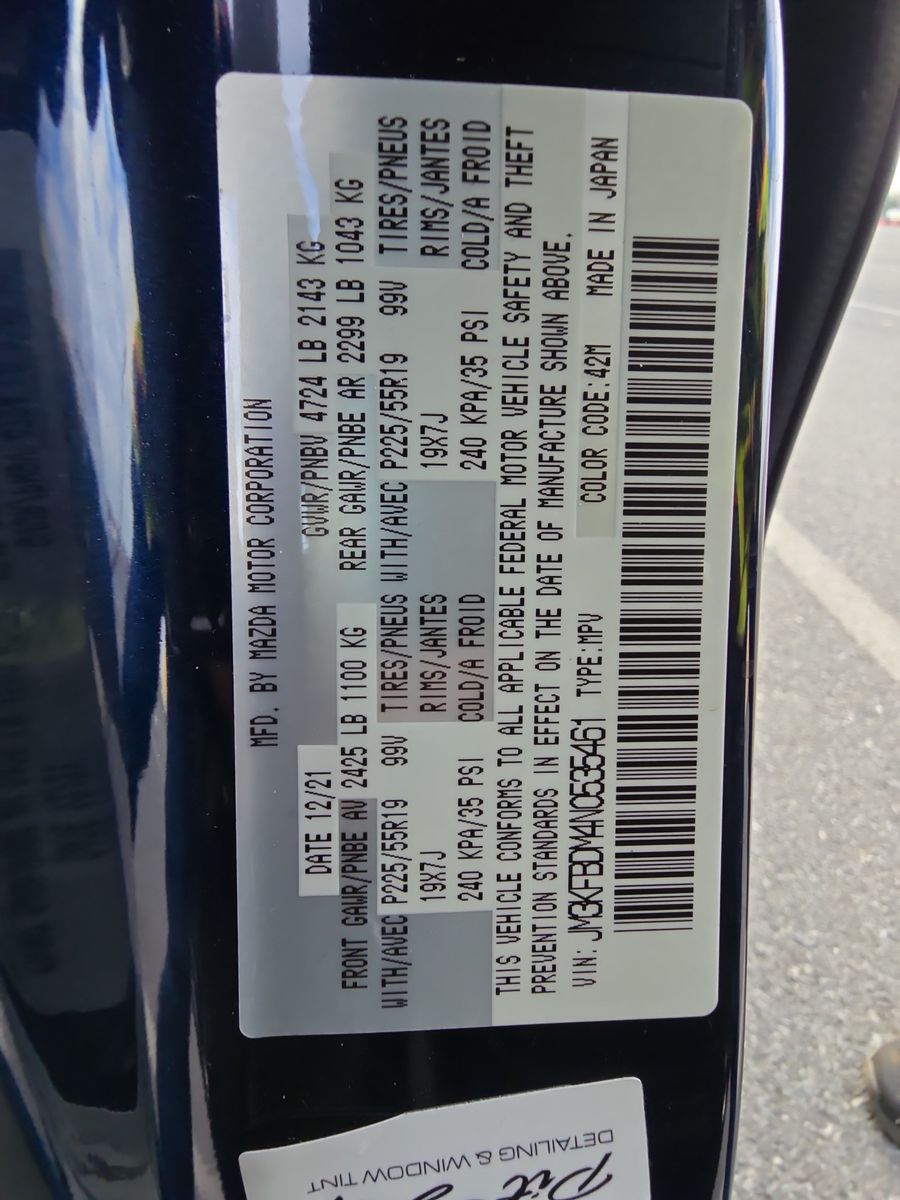 MFD. BY MAZDA MOTOR CORPORATION
DATE 12/21 GVWR/PNBV 4724 LB 2143 KG
FRONT GAWR/PNBE AV 2425 LB 1100 KG REAR GAWR/PNBE AR 2299 LB 1043 KG
WITH/AVEC P225/55R19 99V TIRES/PNEUS WITH/AVEC P225/55R19 99V TIRES/PNEUS
19X7J RIMS/JANTES 19X7J RIMS/JANTES
240 KPA/35 PSI COLD/A FROID 240 KPA/35 PSI COLD/A FROID
THIS VEHICLE CONFORMS TO ALL APPLICABLE FEDERAL MOTOR VEHICLE SAFETY AND THEFT
PREVENTION STANDARDS IN EFFECT ON THE DATE OF MANUFACTURE SHOWN ABOVE.
VIN: JM3KFBDM4N0535461 TYPE:MPV COLOR CODE:42M MADE IN JAPAN
DETAILING & WINDOW TINT